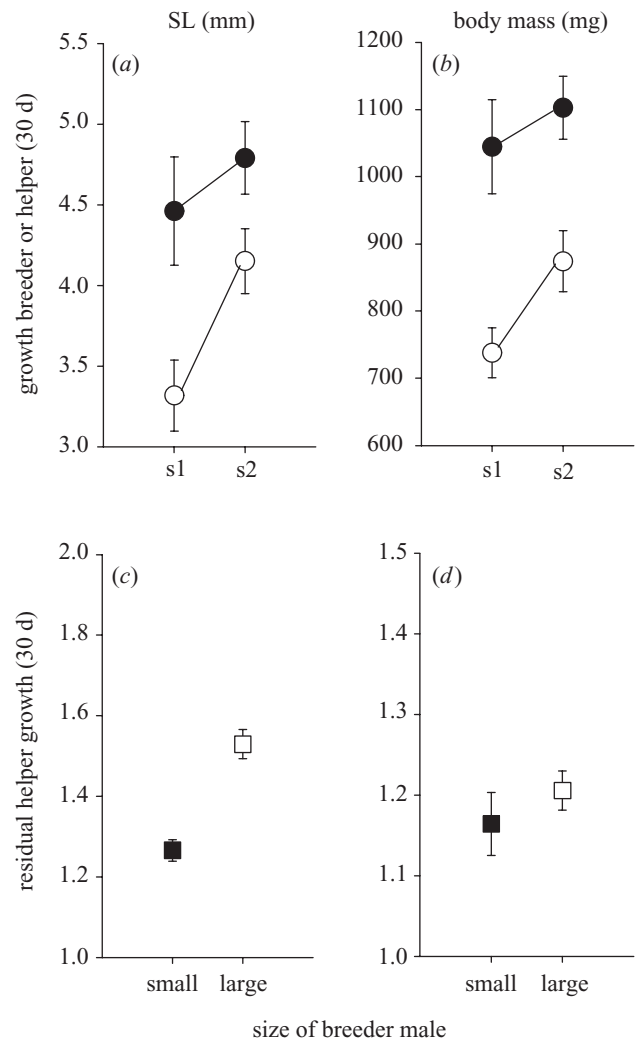 SL (mm)
body mass (mg)
growth breeder or helper (30 d)
(a)
5.5
5.0
4.5
4.0
3.5
3.0
s1 s2
(b)
1200
1100
1000
900
800
700
600
s1 s2
residual helper growth (30 d)
(c)
2.0
1.8
1.6
1.4
1.2
1.0
small large
(d)
1.5
1.4
1.3
1.2
1.1
1.0
small large
size of breeder male